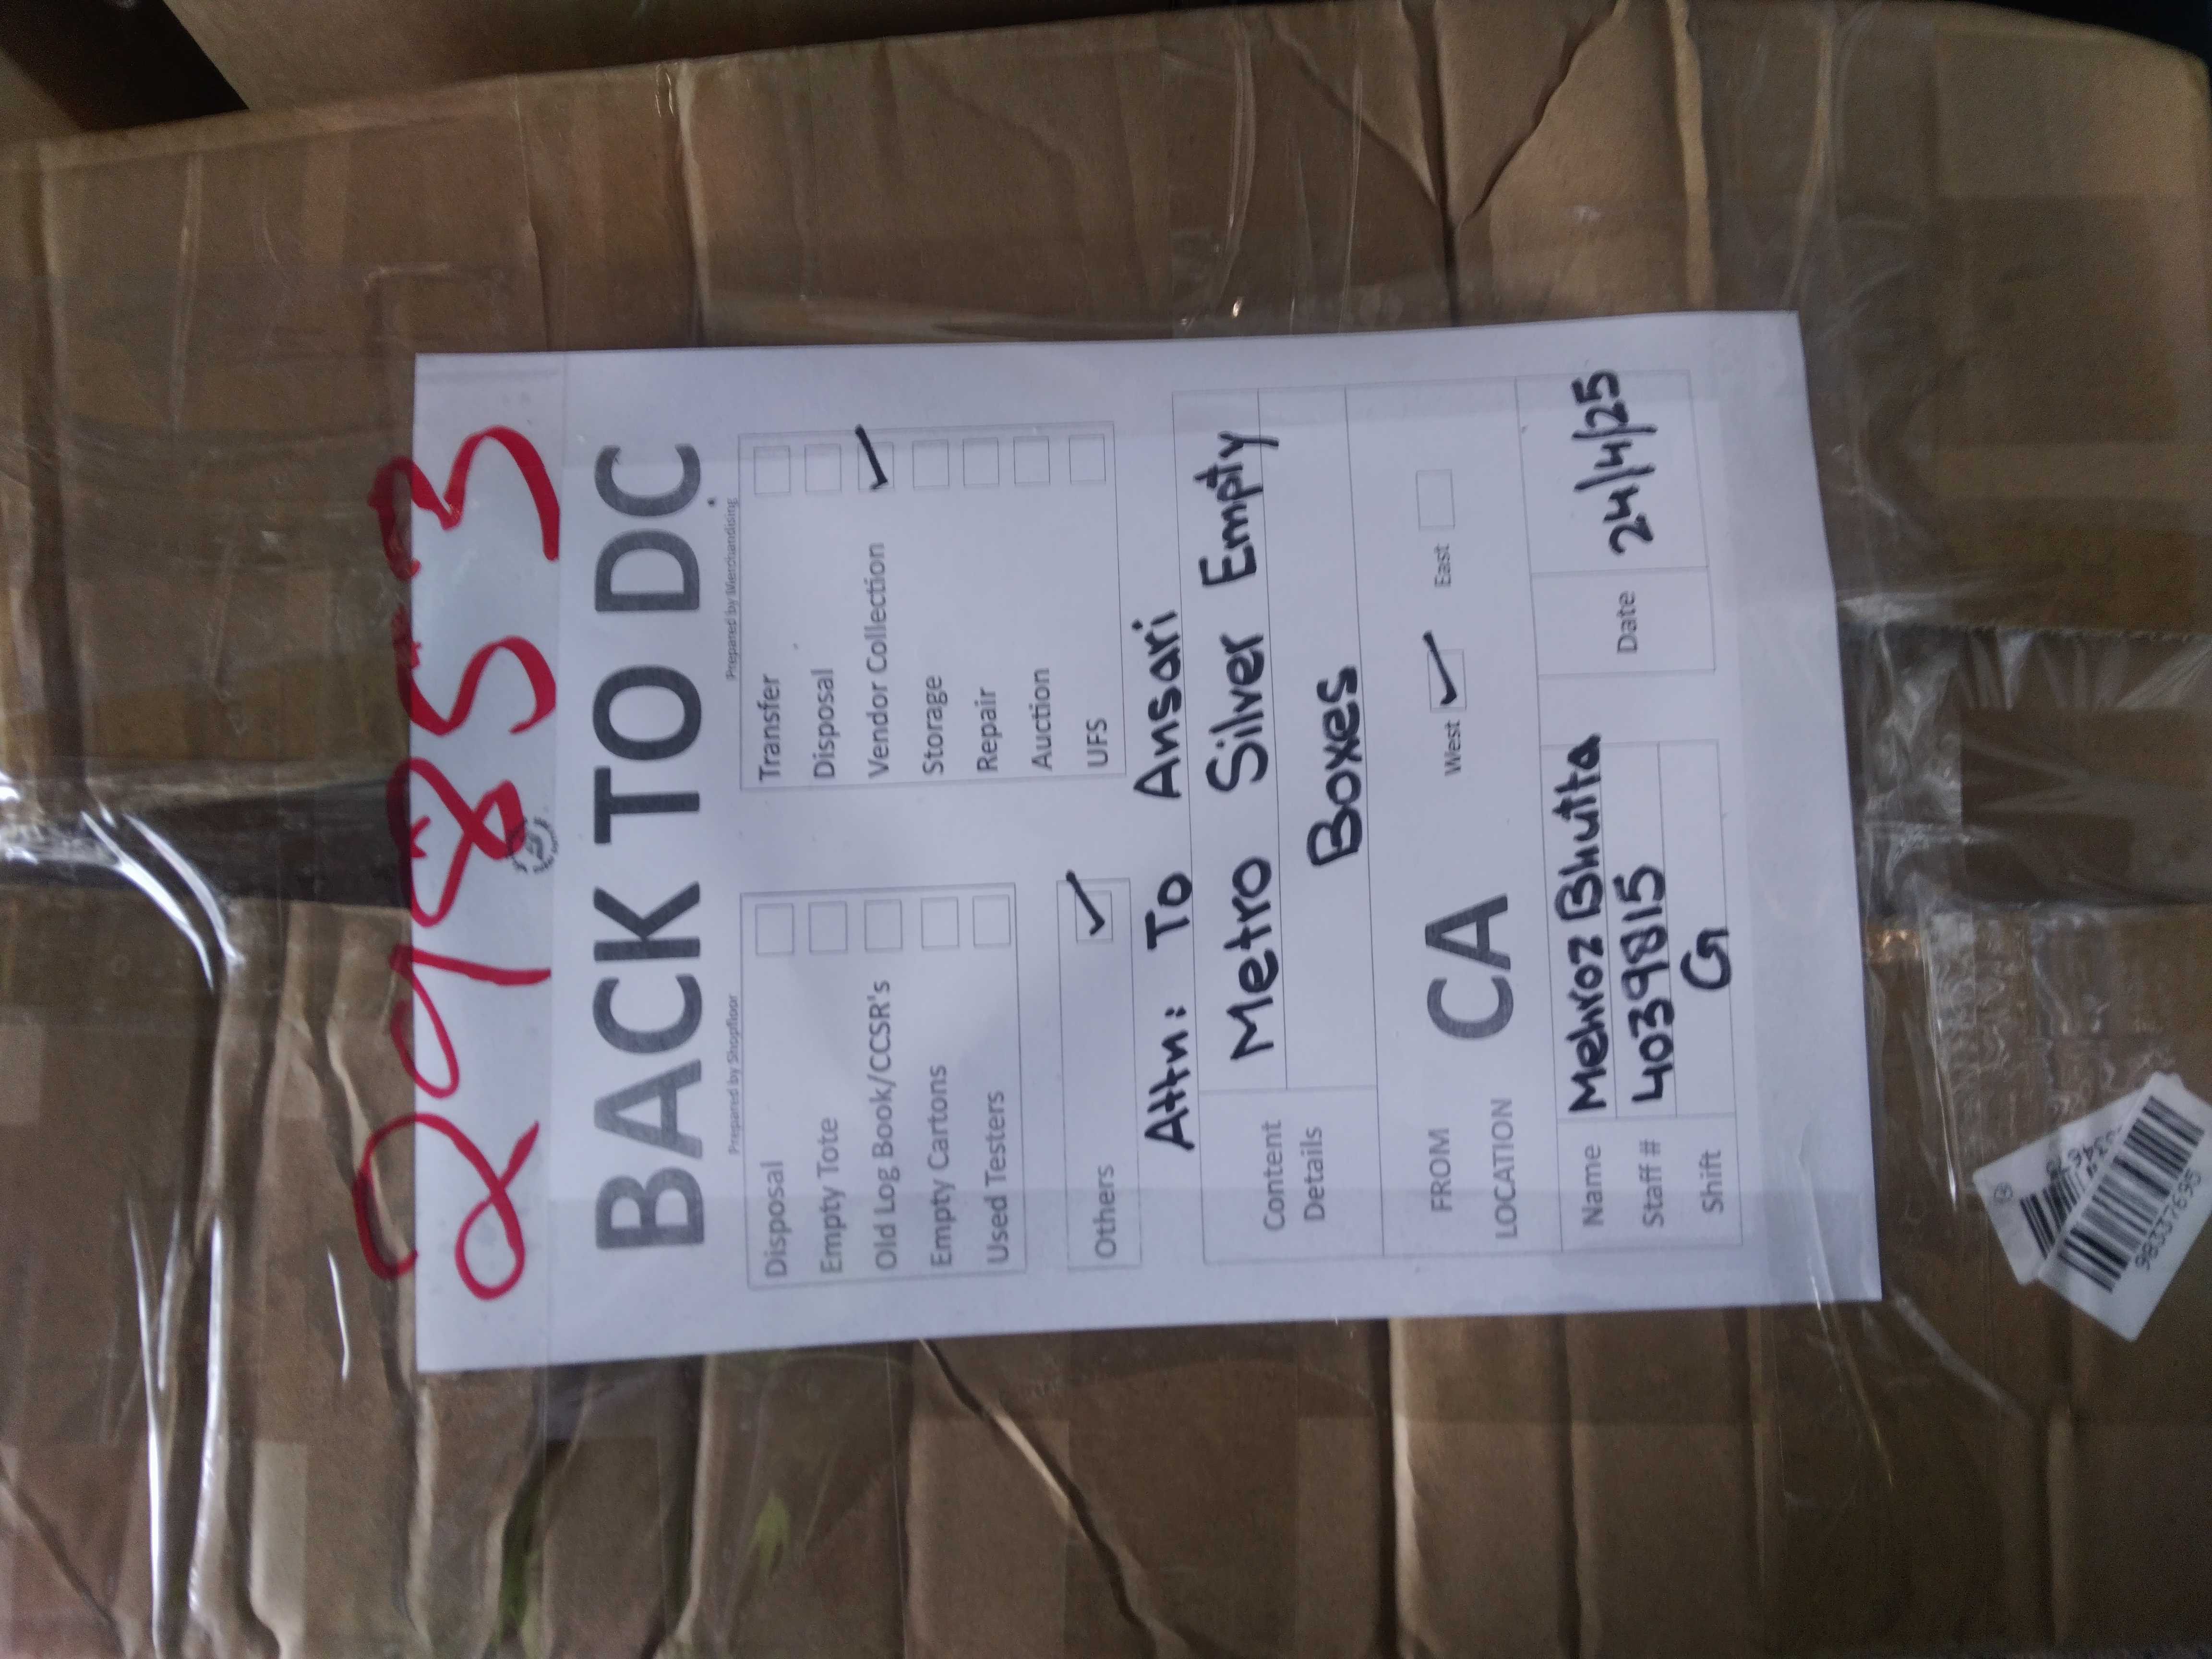 29853
BACK TO DC
Prepared by Shopfloor
Disposal
Empty Tote
Old Log Book/CCSR's
Empty Cartons
Used Testers
Others ✓
Prepared by Merchandising
Transfer
Disposal
Vendor Collection ✓
Storage
Repair
Auction
UFS
Attn: To Ansari
Content Details
Metro Silver Empty
Boxes
FROM LOCATION
CA
West ✓ East
Name Mehroz Bhutta
Staff # 4039815
Shift G
Date 24/4/25